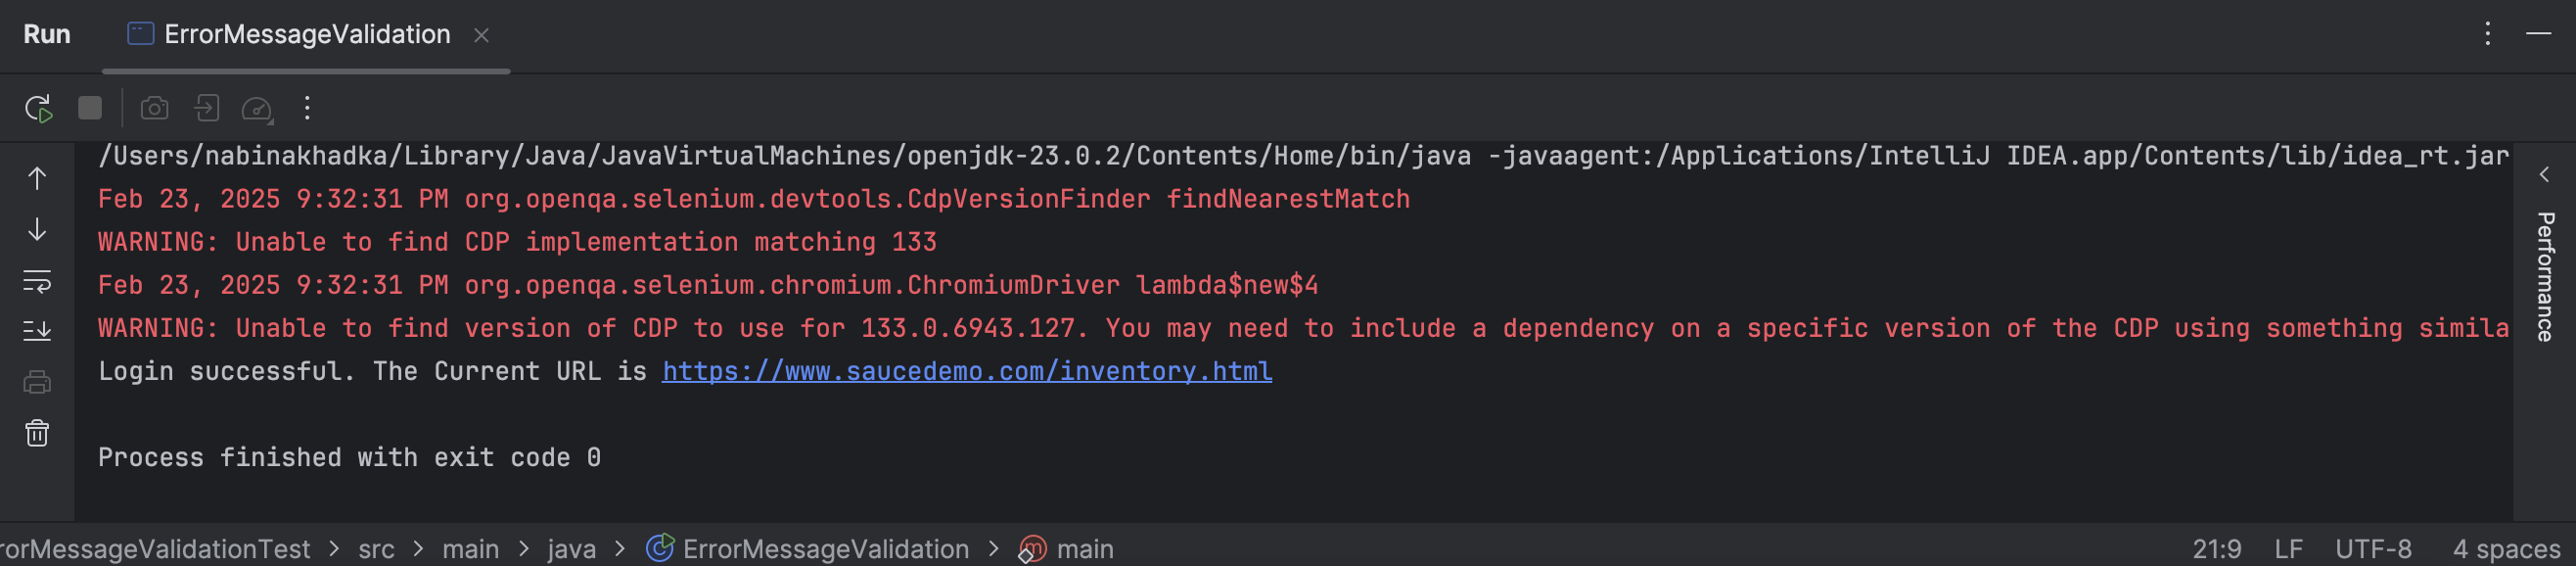 Run ErrorMessageValidation
/Users/nabinakhadka/Library/Java/JavaVirtualMachines/openjdk-23.0.2/Contents/Home/bin/java -javaagent:/Applications/IntelliJ IDEA.app/Contents/lib/idea_rt.jar
Feb 23, 2025 9:32:31 PM org.openqa.selenium.devtools.CdpVersionFinder findNearestMatch
WARNING: Unable to find CDP implementation matching 133
Feb 23, 2025 9:32:31 PM org.openqa.selenium.chromium.ChromiumDriver lambda$new$4
WARNING: Unable to find version of CDP to use for 133.0.6943.127. You may need to include a dependency on a specific version of the CDP using something simila
Login successful. The Current URL is https://www.saucedemo.com/inventory.html
Process finished with exit code 0
Performance
rorMessageValidationTest > src > main > java > ErrorMessageValidation > main 21:9 LF UTF-8 4 spaces